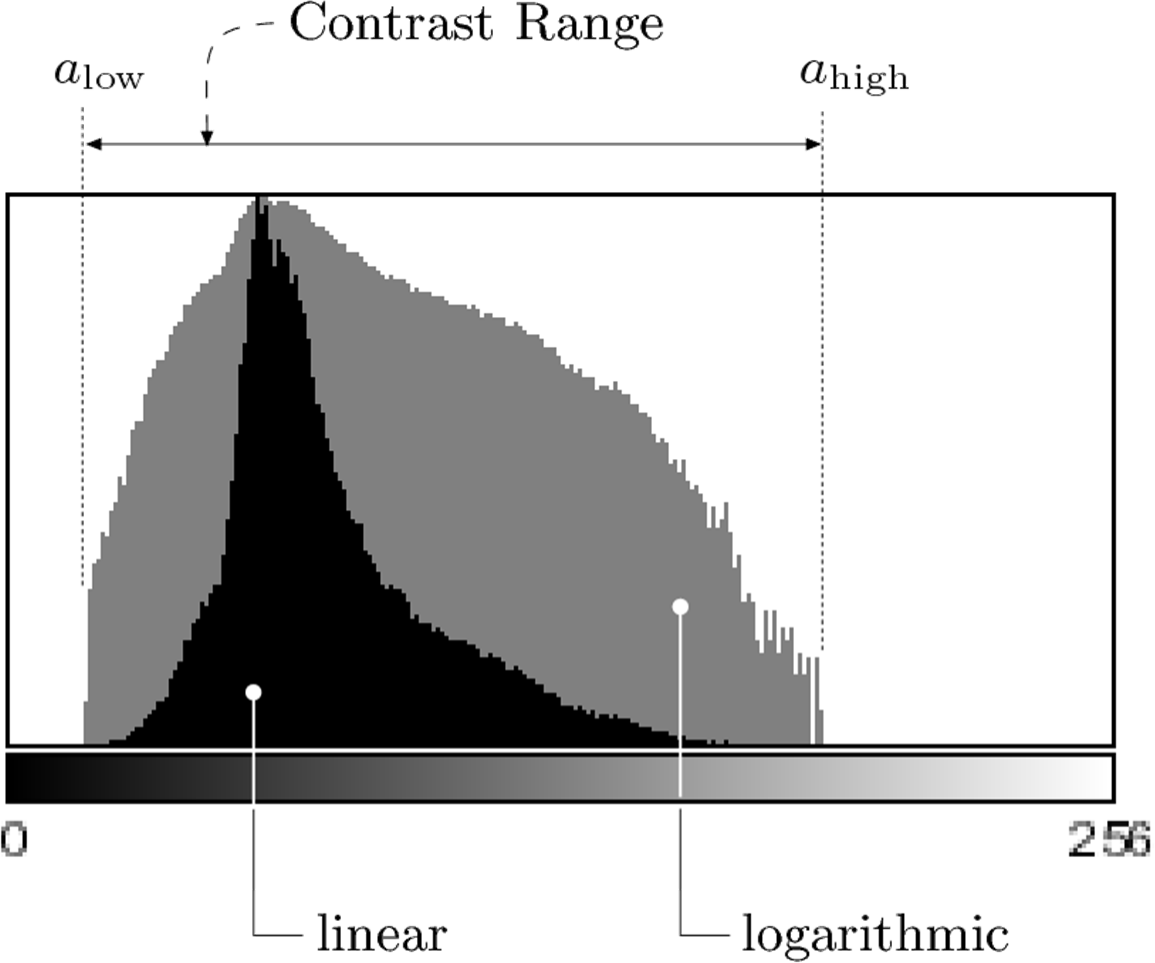 Contrast Range
a_low a_high
0 256
linear logarithmic